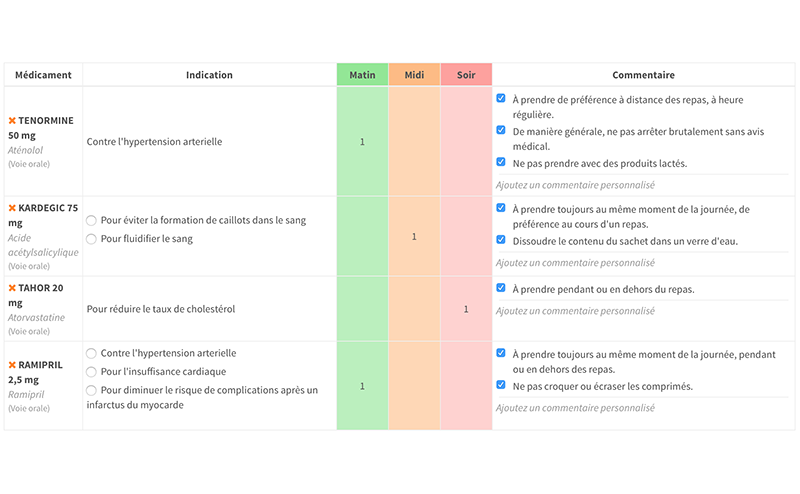 Médicament Indication Matin Midi Soir Commentaire
TENORMINE
50 mg
Aténolol
(Voie orale)
Contre l'hypertension arterielle
1
À prendre de préférence à distance des repas, à heure
régulière.
De manière générale, ne pas arrêter brutalement sans avis
médical.
Ne pas prendre avec des produits lactés.
Ajoutez un commentaire personnalisé
KARDEGIC 75
mg
Acide
acétylsalicylique
(Voie orale)
Pour éviter la formation de caillots dans le sang
Pour fluidifier le sang
1
À prendre toujours au même moment de la journée, de
préférence au cours d'un repas.
Dissoudre le contenu du sachet dans un verre d'eau.
Ajoutez un commentaire personnalisé
TAHOR 20
mg
Atorvastatine
(Voie orale)
Pour réduire le taux de cholestérol
1
À prendre pendant ou en dehors du repas.
Ajoutez un commentaire personnalisé
RAMIPRIL
2,5 mg
Ramipril
(Voie orale)
Contre l'hypertension arterielle
Pour l'insuffisance cardiaque
Pour diminuer le risque de complications après un
infarctus du myocarde
1
À prendre toujours au même moment de la journée, pendant
ou en dehors des repas.
Ne pas croquer ou écraser les comprimés.
Ajoutez un commentaire personnalisé